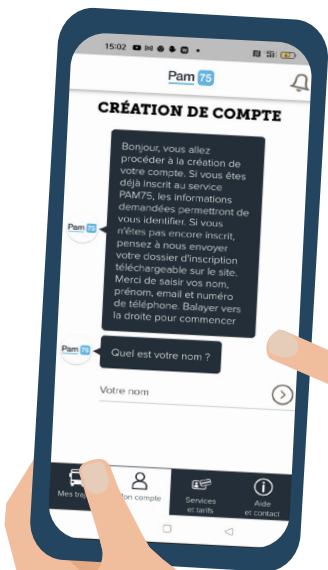 15:02
Pam 75
CRÉATION DE COMPTE
Bonjour, vous allez
procéder à la création de
votre compte. Si vous êtes
déjà inscrit au service
PAM75, les informations
demandées permettront de
vous identifier. Si vous
n'êtes pas encore inscrit,
pensez à nous envoyer
votre dossier d'inscription
téléchargeable sur le site.
Merci de saisir vos nom,
prénom, email et numéro
de téléphone. Balayer vers
la droite pour commencer
Pam 75
Pam 75
Quel est votre nom ?
Votre nom
Mes
compte
Services
et tarifs
Aide
et contact